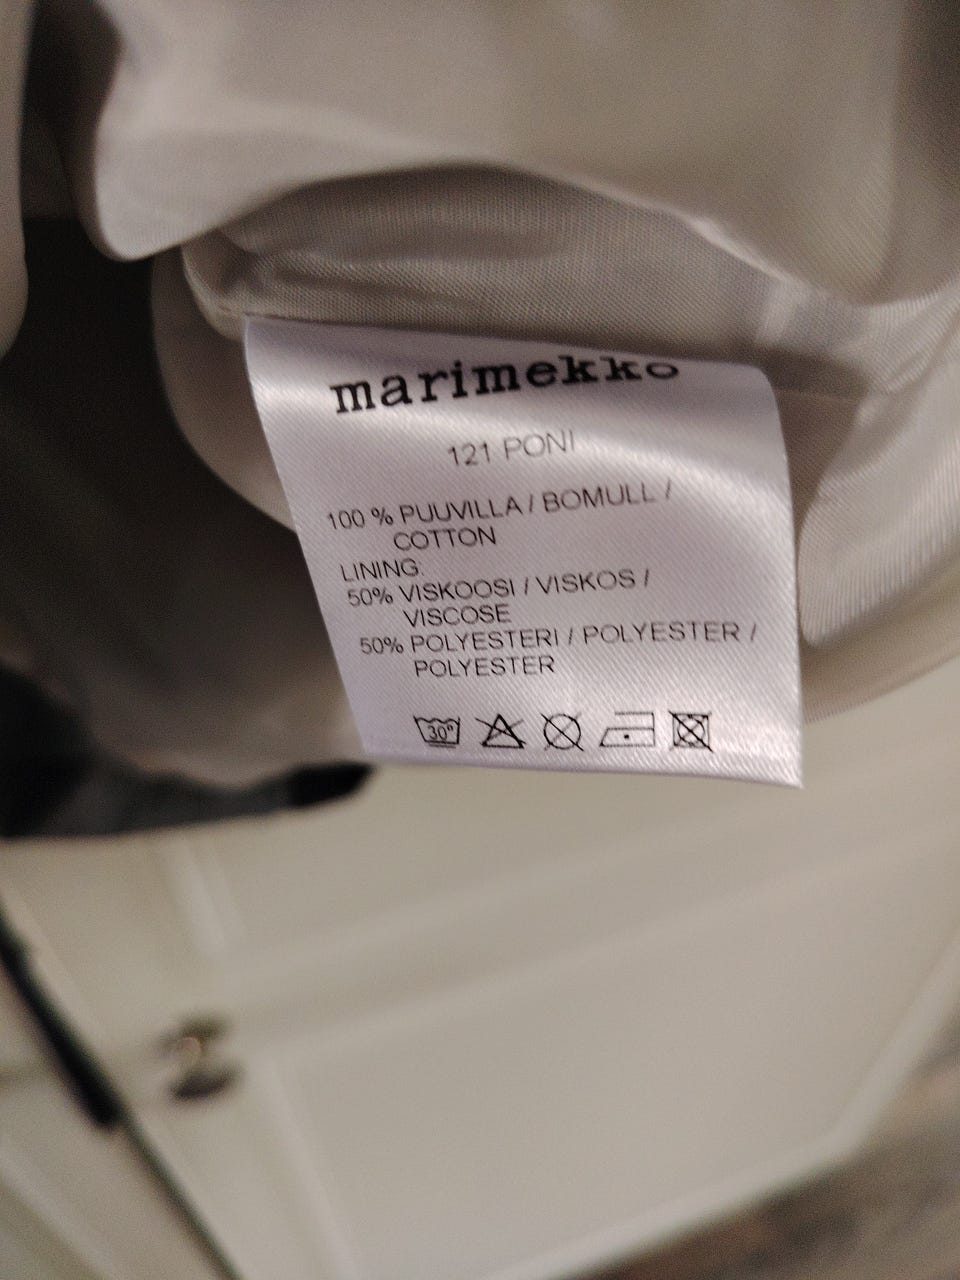 marimekko
121 PONI
100 % PUUVILLA / BOMULL /
COTTON
LINING:
50% VISKOOSI / VISKOS /
VISCOSE
50% POLYESTERI / POLYESTER /
POLYESTER
30°